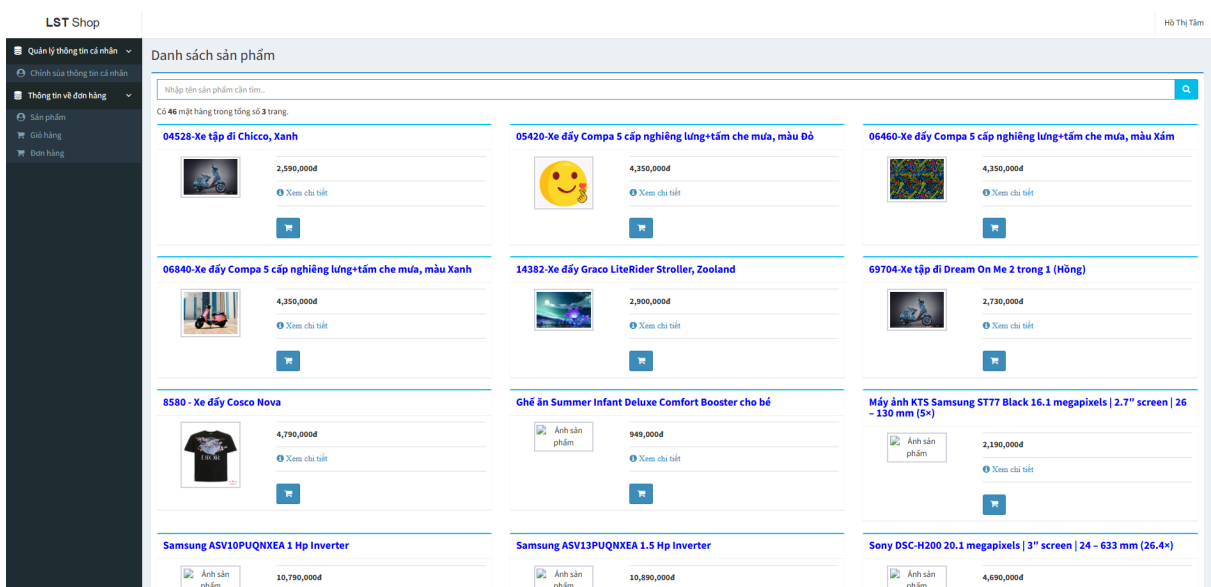 LST Shop
Hồ Thị Tâm
Quản lý thông tin cá nhân
Chỉnh sủa thông tin cá nhân
Thông tin về đơn hàng
Sản phẩm
Giỏ hàng
Đơn hàng
Danh sách sản phẩm
Nhập tên sản phẩm cần tìm..
Có 46 mặt hàng trong tổng số 3 trang.
04528-Xe tập đi Chicco, Xanh
2,590,000đ
Xem chi tiết
05420-Xe đẩy Compa 5 cấp nghiêng lưng+tấm che mưa, màu Đỏ
4,350,000đ
Xem chi tiết
06460-Xe đẩy Compa 5 cấp nghiêng lưng+tấm che mưa, màu Xám
4,350,000đ
Xem chi tiết
06840-Xe đẩy Compa 5 cấp nghiêng lưng+tấm che mưa, màu Xanh
4,350,000đ
Xem chi tiết
14382-Xe đẩy Graco LiteRider Stroller, Zooland
2,900,000đ
Xem chi tiết
69704-Xe tập đi Dream On Me 2 trong 1 (Hồng)
2,730,000đ
Xem chi tiết
8580 - Xe đẩy Cosco Nova
DIOR
4,790,000đ
Xem chi tiết
Ghế ăn Summer Infant Deluxe Comfort Booster cho bé
Ảnh sản
phẩm
949,000đ
Xem chi tiết
Máy ảnh KTS Samsung ST77 Black 16.1 megapixels | 2.7″ screen | 26
– 130 mm (5×)
Ảnh sản
phẩm
2,190,000đ
Xem chi tiết
Samsung ASV10PUQNXEA 1 Hp Inverter
Ảnh sản
phẩm
10,790,000đ
Samsung ASV13PUQNXEA 1.5 Hp Inverter
Ảnh sản
phẩm
10,890,000đ
Sony DSC-H200 20.1 megapixels | 3″ screen | 24 – 633 mm (26.4×)
Ảnh sản
phẩm
4,690,000đ